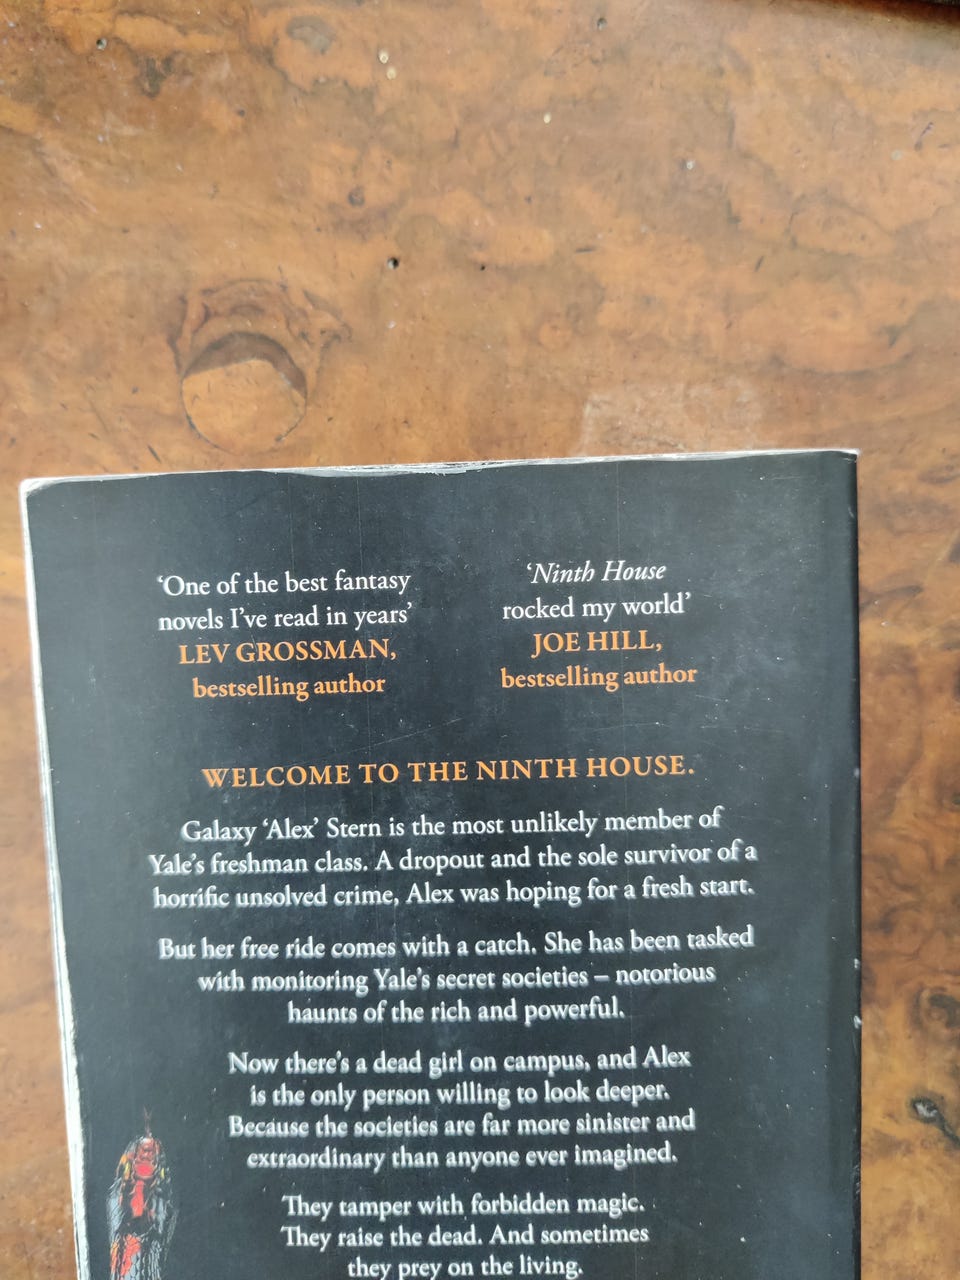 ‘One of the best fantasy
novels I’ve read in years’
LEV GROSSMAN,
bestselling author
‘Ninth House
rocked my world’
JOE HILL,
bestselling author
WELCOME TO THE NINTH HOUSE.
Galaxy ‘Alex’ Stern is the most unlikely member of
Yale’s freshman class. A dropout and the sole survivor of a
horrific unsolved crime, Alex was hoping for a fresh start.
But her free ride comes with a catch. She has been tasked
with monitoring Yale’s secret societies – notorious
haunts of the rich and powerful.
Now there’s a dead girl on campus, and Alex
is the only person willing to look deeper.
Because the societies are far more sinister and
extraordinary than anyone ever imagined.
They tamper with forbidden magic.
They raise the dead. And sometimes
they prey on the living.